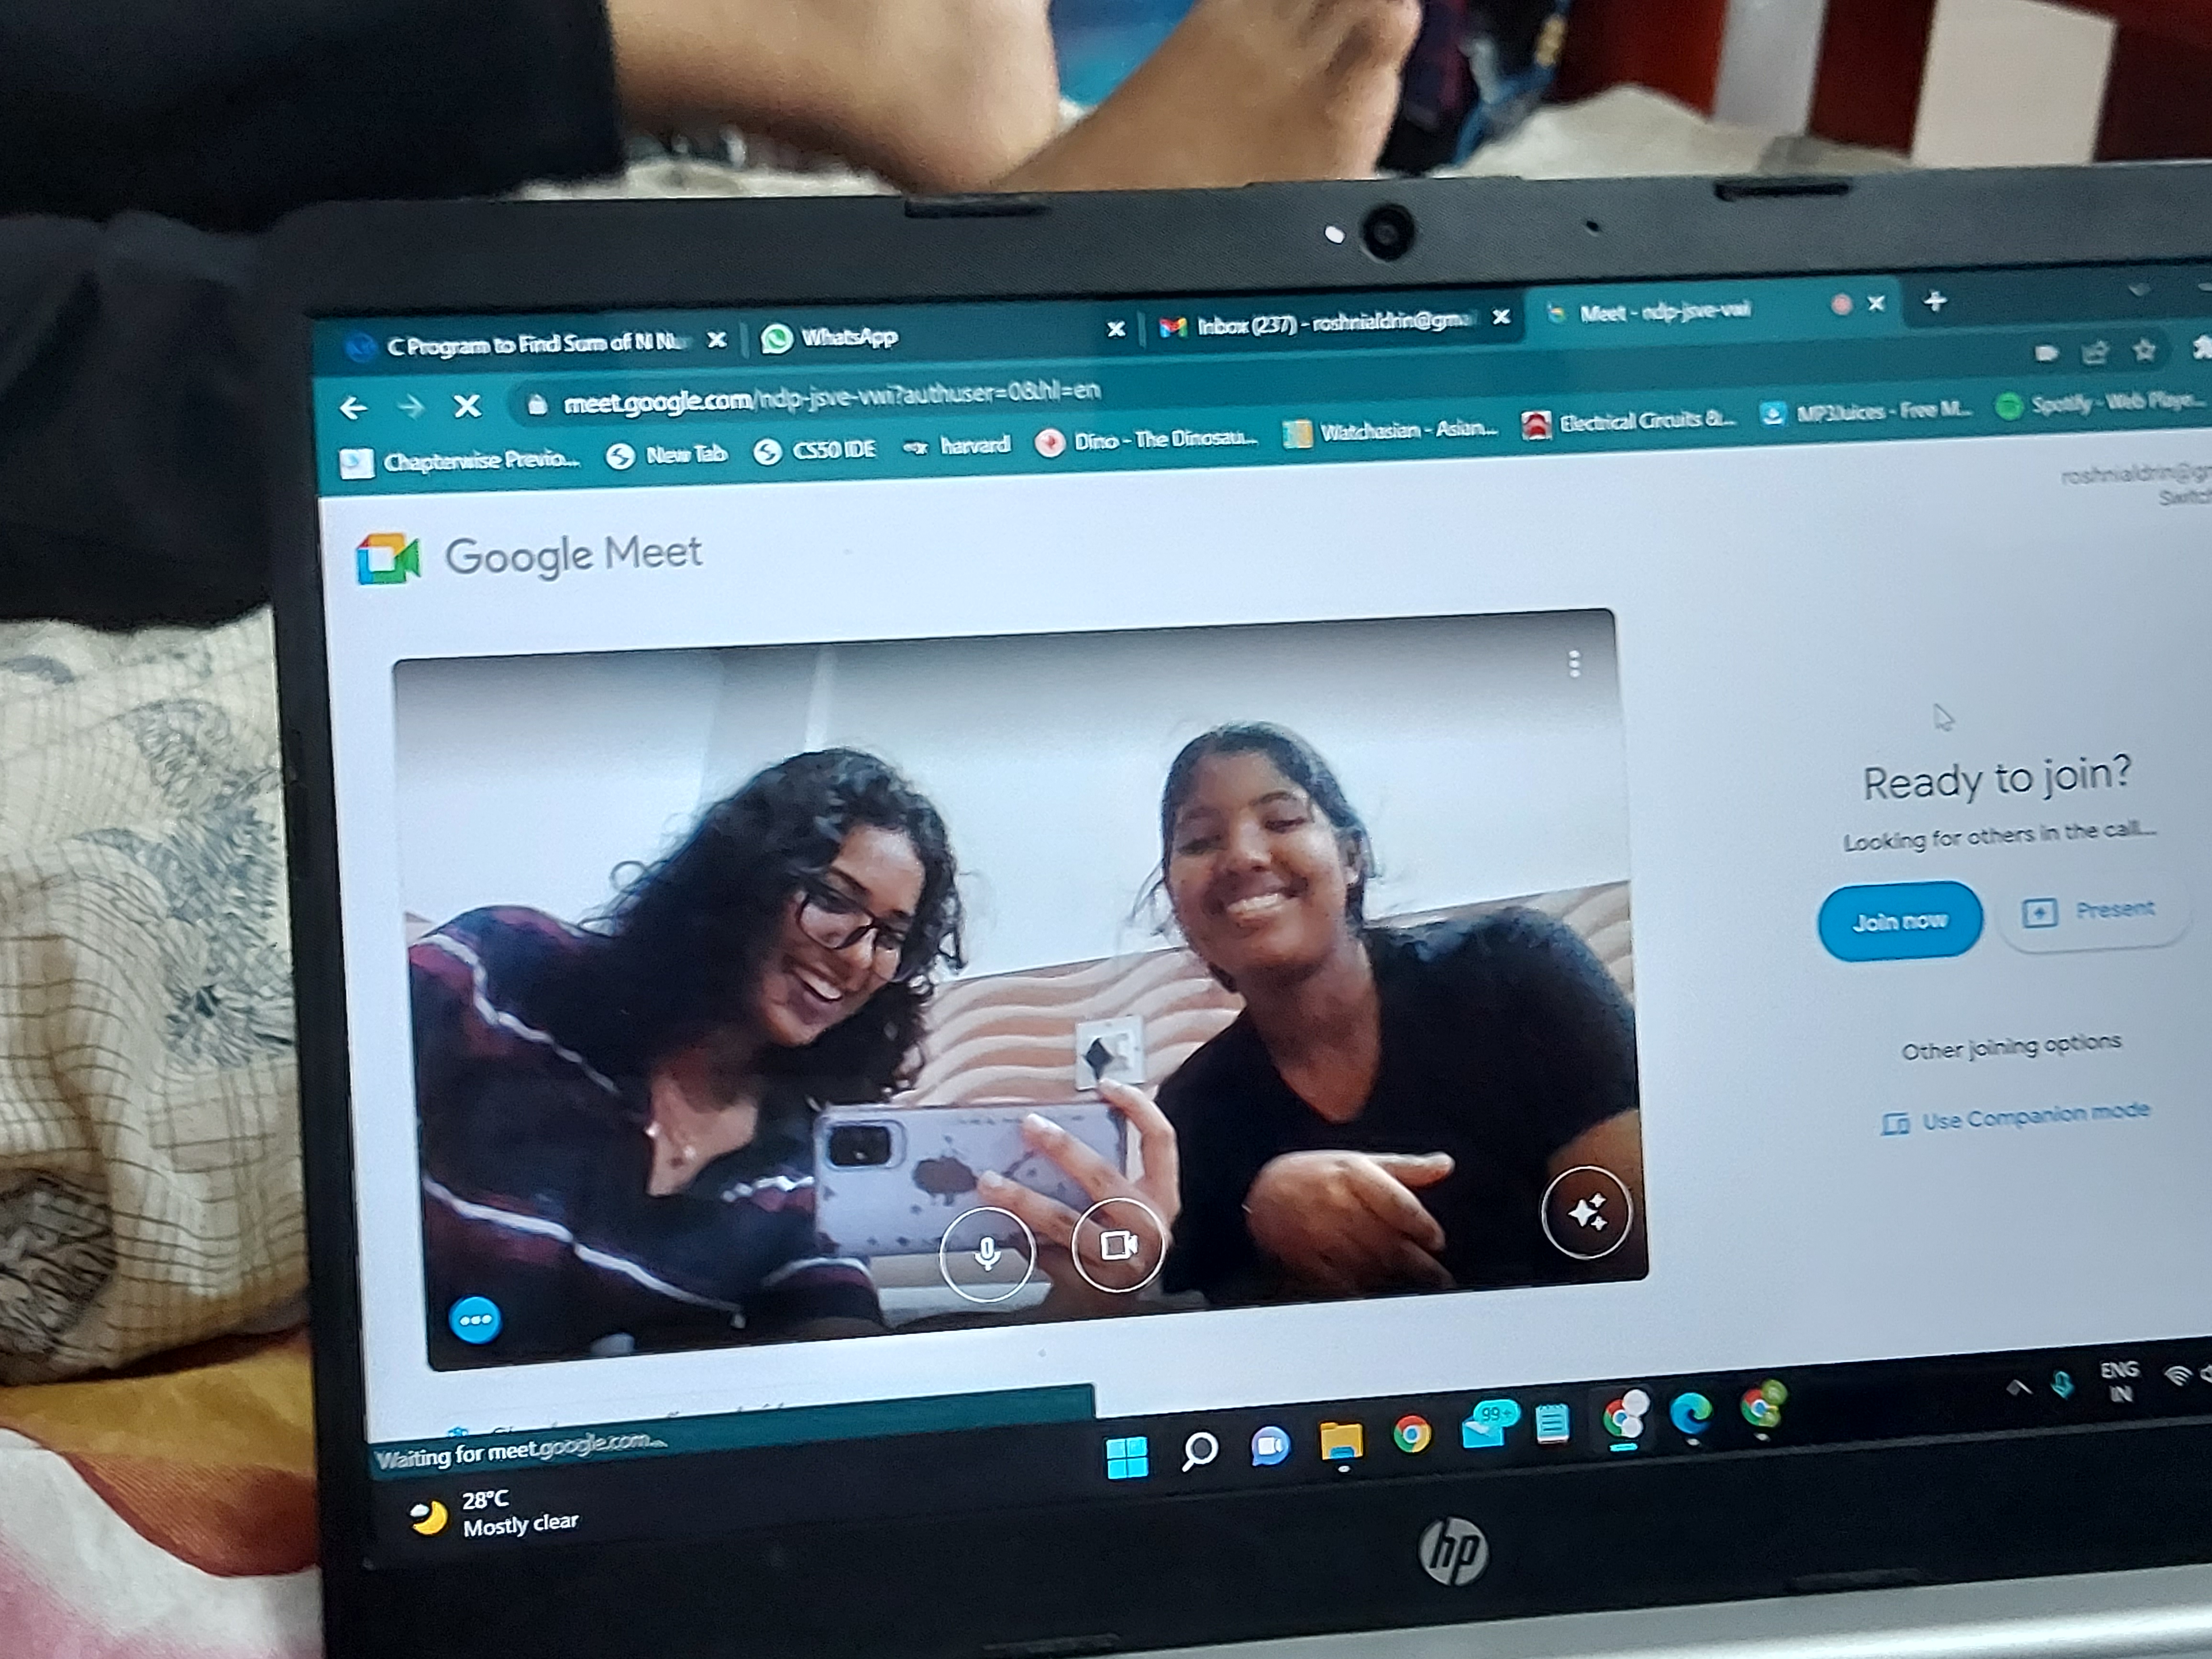 C Program to Find Sum of N Nu
WhatsApp
Inbox (237) - roshnialdrin@gmai
Meet - ndp-jsve-vwi
meet.google.com/ndp-jsve-vwi?authuser=0&hl=en
Chapterwise Previo...
New Tab
CS50 IDE
harvard
Dino - The Dinosau...
Watchasian - Asian...
Electrical Circuits &...
MP3Juices - Free M...
Spotify - Web Playe...
roshnialdrin@g
Switch
Google Meet
Ready to join?
Looking for others in the call...
Join now
Present
Other joining options
Use Companion mode
Waiting for meet.google.com...
28°C
Mostly clear
99+
ENG
IN
hp